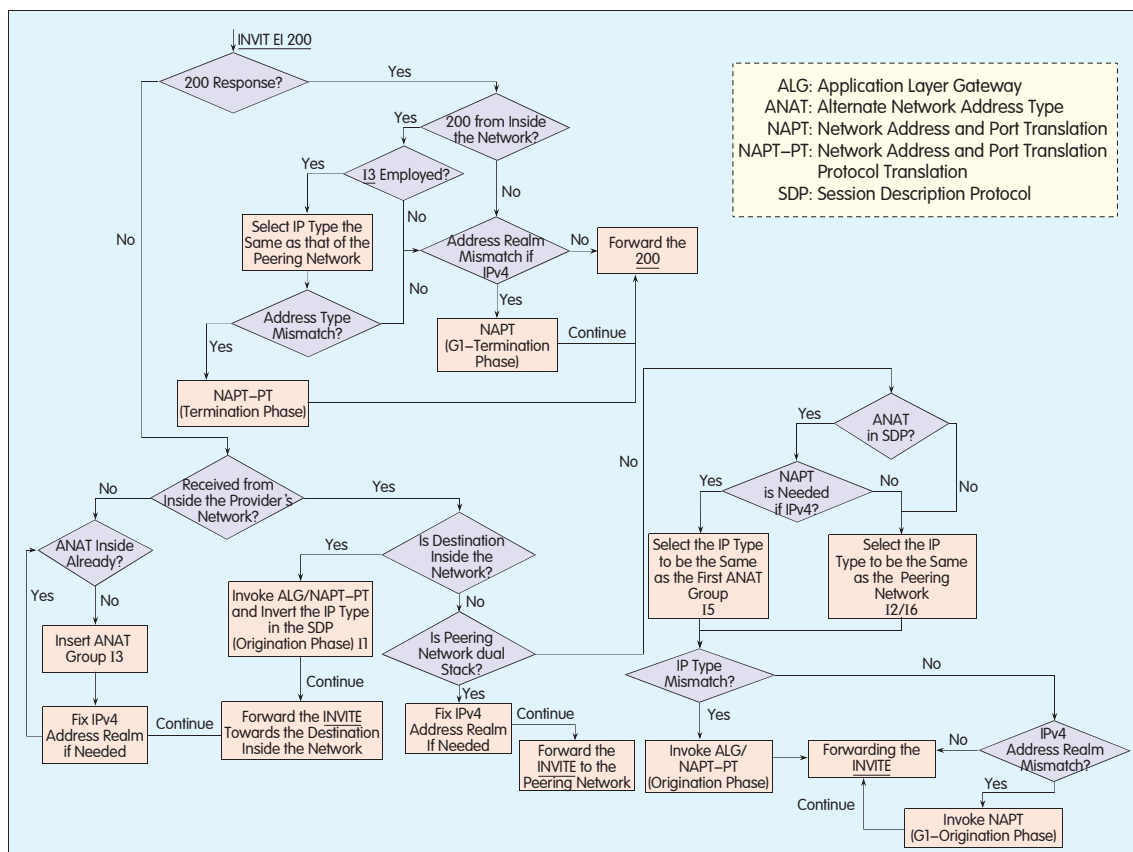 INVIT EI 200
200 Response?
Yes
No
ALG: Application Layer Gateway
ANAT: Alternate Network Address Type
NAPT: Network Address and Port Translation
NAPT–PT: Network Address and Port Translation
Protocol Translation
SDP: Session Description Protocol
200 from Inside
the Network?
Yes
No
I3 Employed?
Yes
No
Select IP Type the
Same as that of the
Peering Network
Address Realm
Mismatch if
IPv4
No
Yes
Forward the
200
Address Type
Mismatch?
No
Yes
NAPT
(G1–Termination
Phase)
Continue
NAPT–PT
(Termination Phase)
ANAT
in SDP?
Yes
No
NAPT
is Needed
if IPv4?
Yes
No
Received from
Inside the Provider's
Network?
No
Yes
ANAT Inside
Already?
Yes
No
Is Destination
Inside the
Network?
Yes
No
No
Select the IP Type
to be the Same
as the First ANAT
Group
I5
Select the IP
Type to be the Same
as the Peering
Network
I2/I6
Invoke ALG/NAPT–PT
and Invert the IP Type
in the SDP
(Origination Phase) I1
Continue
Insert ANAT
Group I3
Is Peering
Network dual
Stack?
Yes
IP Type
Mismatch?
No
Yes
Fix IPv4
Address Realm
if Needed
Continue
Forward the INVITE
Towards the Destination
Inside the Network
Fix IPv4
Address Realm
If Needed
Continue
Forward the
INVITE to the
Peering Network
Invoke ALG/
NAPT–PT
(Origination Phase)
Forwarding the
INVITE
No
IPv4
Address Realm
Mismatch?
Yes
Continue
Invoke NAPT
(G1–Origination Phase)